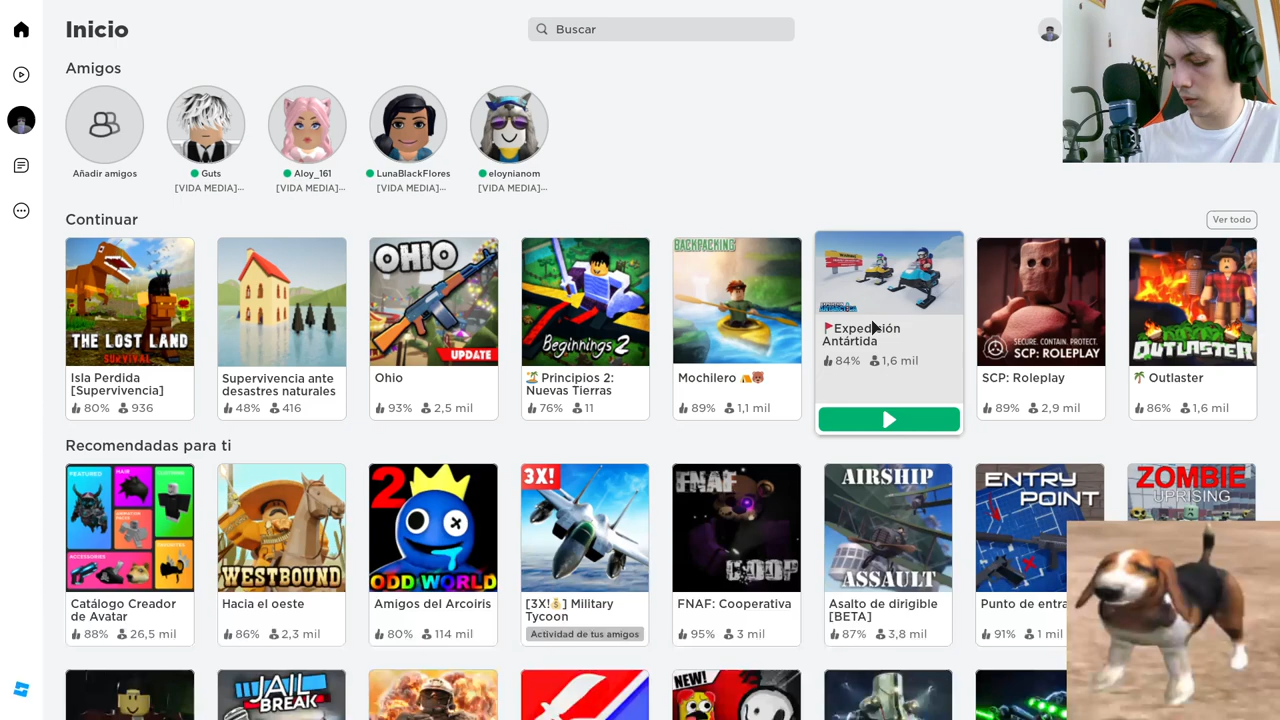 Inicio
Buscar
Amigos
Añadir amigos
Guts
[VIDA MEDIA]...
Aloy_161
[VIDA MEDIA]...
LunaBlackFlores
[VIDA MEDIA]...
eloynianom
[VIDA MEDIA]...
Continuar
Ver todo
THE LOST LAND
SURVIVAL
Isla Perdida
[Supervivencia]
80% 936
Supervivencia ante
desastres naturales
48% 416
OHIO
UPDATE
Ohio
93% 2,5 mil
Beginnings 2
🏝️ Principios 2:
Nuevas Tierras
76% 11
BACKPACKING
Mochilero 🏕️🐻
89% 1,1 mil
🚩Expedición
Antártida
84% 1,6 mil
SECURE. CONTAIN. PROTECT.
SCP: ROLEPLAY
SCP: Roleplay
89% 2,9 mil
OUTLASTER
🌴 Outlaster
86% 1,6 mil
Recomendadas para ti
FEATURED
HAIR
ACCESSORIES
Catálogo Creador
de Avatar
88% 26,5 mil
WESTBOUND
Hacia el oeste
86% 2,3 mil
2
ODD WORLD
Amigos del Arcoiris
80% 114 mil
3X!
[3X!💰] Military
Tycoon
Actividad de tus amigos
FNAF
COOP
FNAF: Cooperativa
95% 3 mil
AIRSHIP
ASSAULT
Asalto de dirigible
[BETA]
87% 3,8 mil
ENTRY
POINT
Punto de entra
91% 1 mil
ZOMBIE
UPRISING
JAIL
BREAK
NEW!